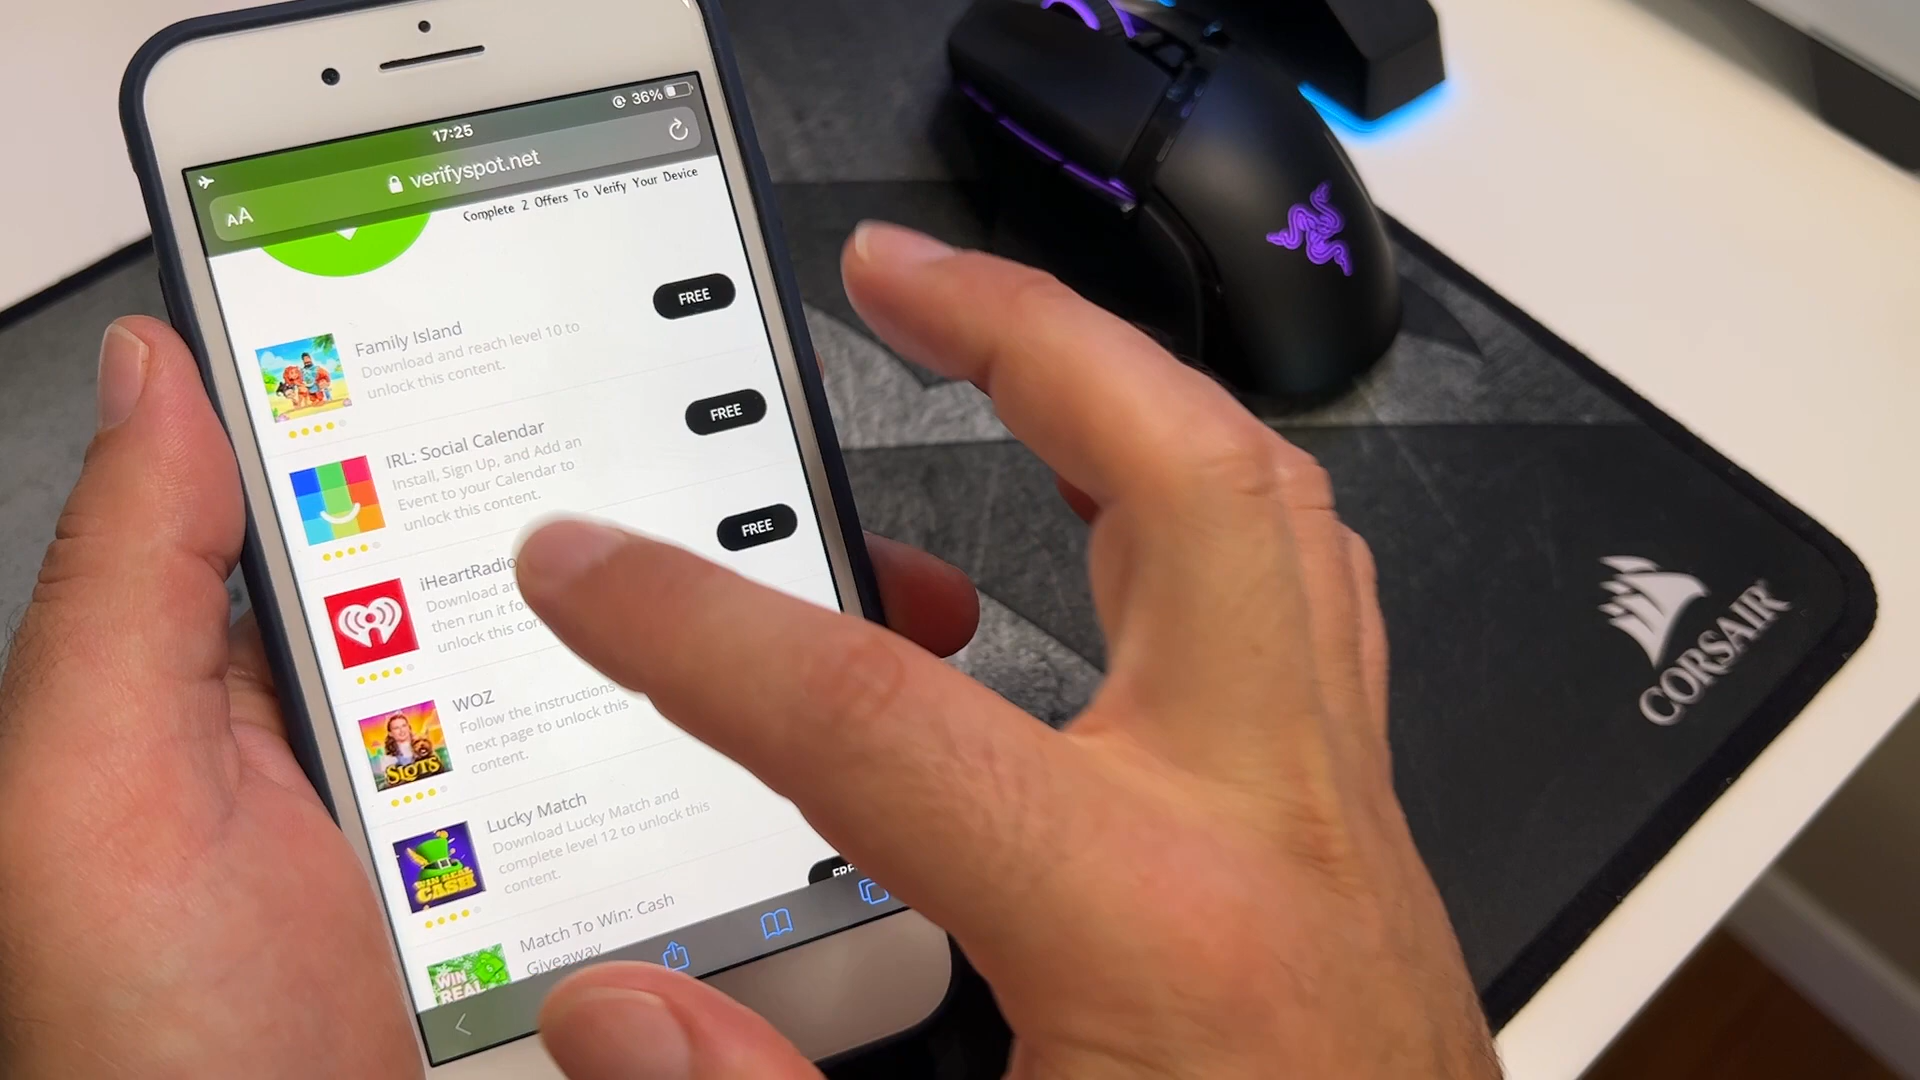 36%
17:25
verifyspot.net
AA
Complete 2 Offers To Verify Your Device
FREE
Family Island
Download and reach level 10 to
unlock this content.
FREE
IRL: Social Calendar
Install, Sign Up, and Add an
Event to your Calendar to
unlock this content.
FREE
iHeartRadio
Download
then run it
unlock this
WOZ
Follow the instructions
next page to unlock this
content.
SLOTS
Lucky Match
Download Lucky Match and
complete level 12 to unlock this
content.
WIN REAL
CASH
Match To Win: Cash
Giveaway
WIN
REAL
CORSAIR